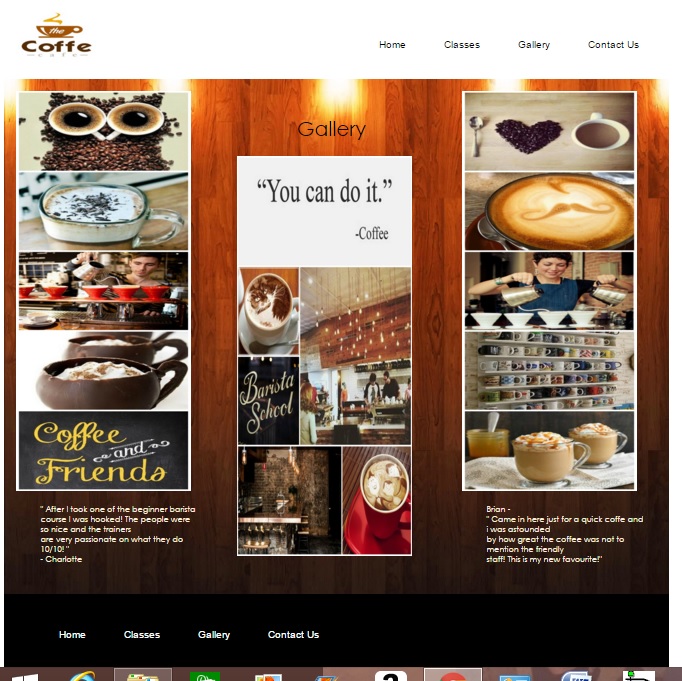 the
Coffe
cafe
Home Classes Gallery Contact Us
Gallery
“You can do it.”
-Coffee
Barista
School
Coffee
and
Friends
" After I took one of the beginner barista
course I was hooked! The people were
so nice and the trainers
are very passionate on what they do
10/10! "
- Charlotte
Brian -
" Came in here just for a quick coffe and
i was astounded
by how great the coffee was not to
mention the friendly
staff! This is my new favourite!"
Home Classes Gallery Contact Us